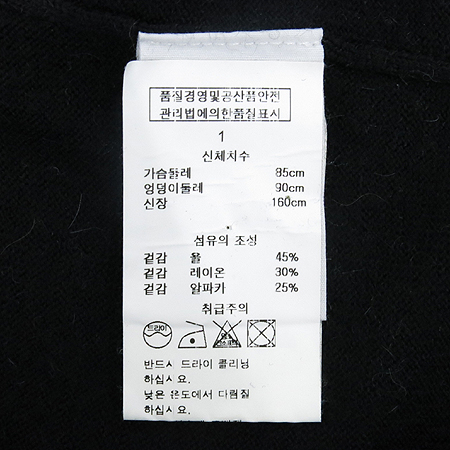 품질경영및공산품안전
관리법에의한품질표시
1
신체치수
가슴둘레 85cm
엉덩이둘레 90cm
신장 160cm
섬유의 조성
겉감 울 45%
겉감 레이온 30%
겉감 알파카 25%
취급주의
드라이
반드시 드라이 클리닝
하십시요.
낮은 온도에서 다림질
하십시요.